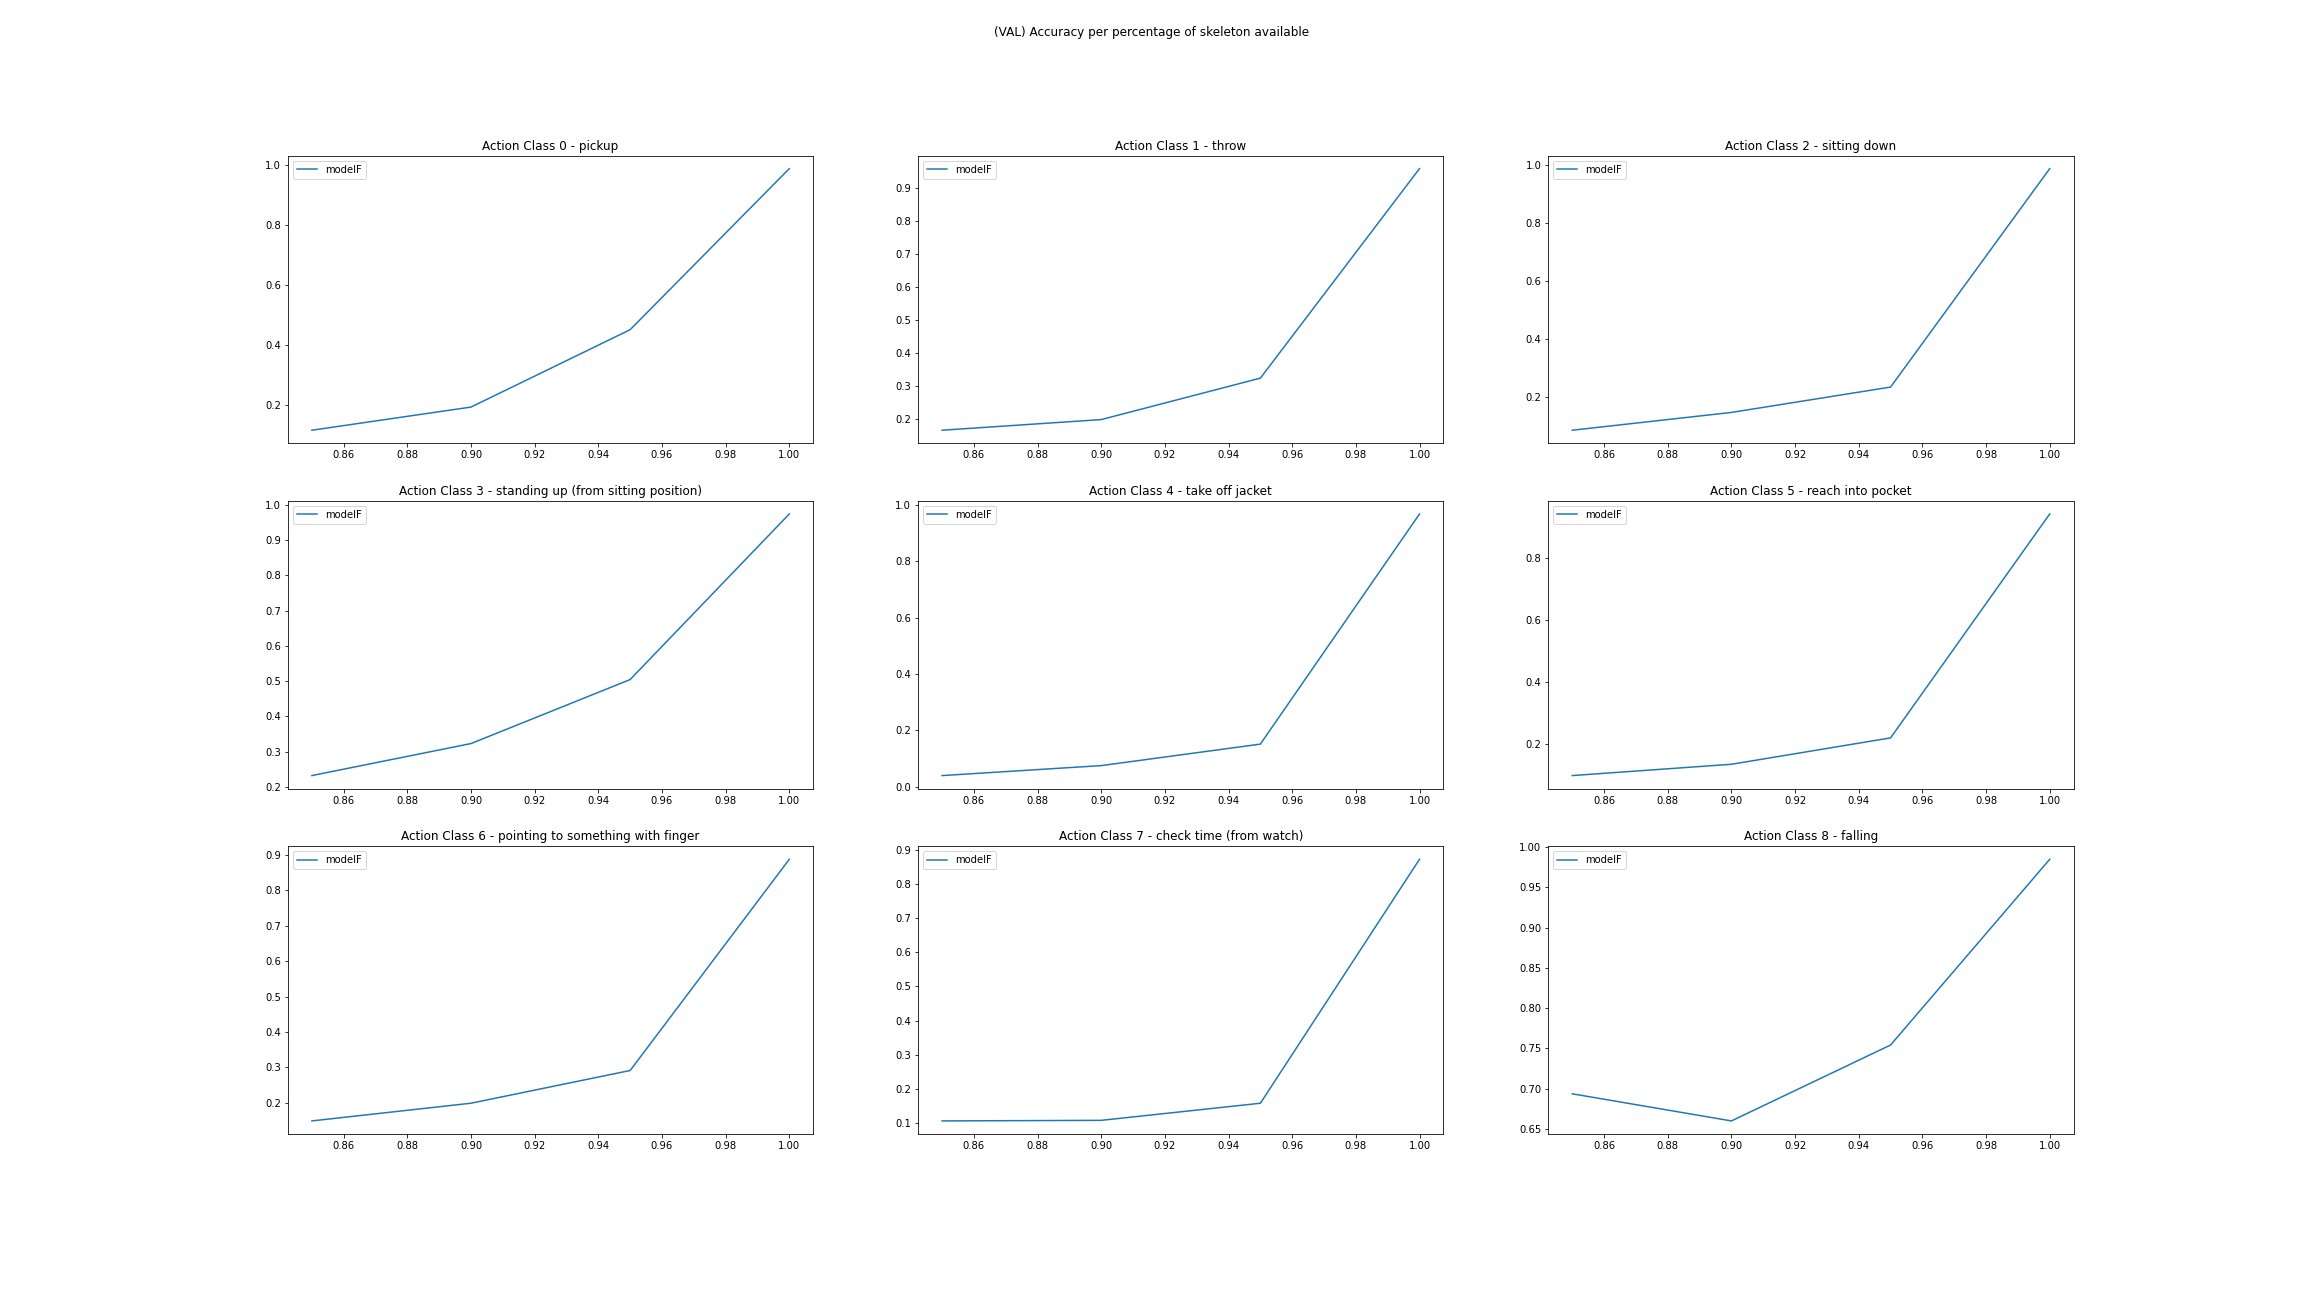 (VAL) Accuracy per percentage of skeleton available
Action Class 0 - pickup
modelF
1.0
0.8
0.6
0.4
0.2
0.86 0.88 0.90 0.92 0.94 0.96 0.98 1.00
Action Class 1 - throw
modelF
0.9
0.8
0.7
0.6
0.5
0.4
0.3
0.2
0.86 0.88 0.90 0.92 0.94 0.96 0.98 1.00
Action Class 2 - sitting down
modelF
1.0
0.8
0.6
0.4
0.2
0.86 0.88 0.90 0.92 0.94 0.96 0.98 1.00
Action Class 3 - standing up (from sitting position)
modelF
1.0
0.9
0.8
0.7
0.6
0.5
0.4
0.3
0.2
0.86 0.88 0.90 0.92 0.94 0.96 0.98 1.00
Action Class 4 - take off jacket
modelF
1.0
0.8
0.6
0.4
0.2
0.0
0.86 0.88 0.90 0.92 0.94 0.96 0.98 1.00
Action Class 5 - reach into pocket
modelF
0.8
0.6
0.4
0.2
0.86 0.88 0.90 0.92 0.94 0.96 0.98 1.00
Action Class 6 - pointing to something with finger
modelF
0.9
0.8
0.7
0.6
0.5
0.4
0.3
0.2
0.86 0.88 0.90 0.92 0.94 0.96 0.98 1.00
Action Class 7 - check time (from watch)
modelF
0.9
0.8
0.7
0.6
0.5
0.4
0.3
0.2
0.1
0.86 0.88 0.90 0.92 0.94 0.96 0.98 1.00
Action Class 8 - falling
modelF
1.00
0.95
0.90
0.85
0.80
0.75
0.70
0.65
0.86 0.88 0.90 0.92 0.94 0.96 0.98 1.00